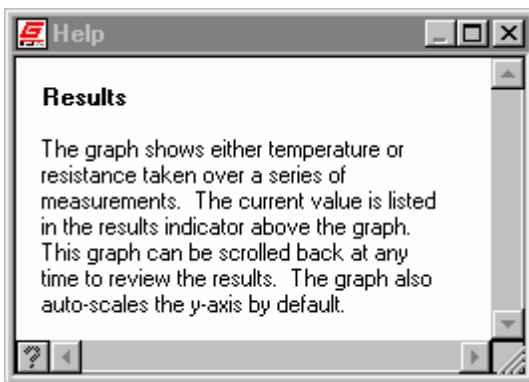 Help
Results
The graph shows either temperature or
resistance taken over a series of
measurements.  The current value is listed
in the results indicator above the graph.
This graph can be scrolled back at any
time to review the results.  The graph also
auto-scales the y-axis by default.
?